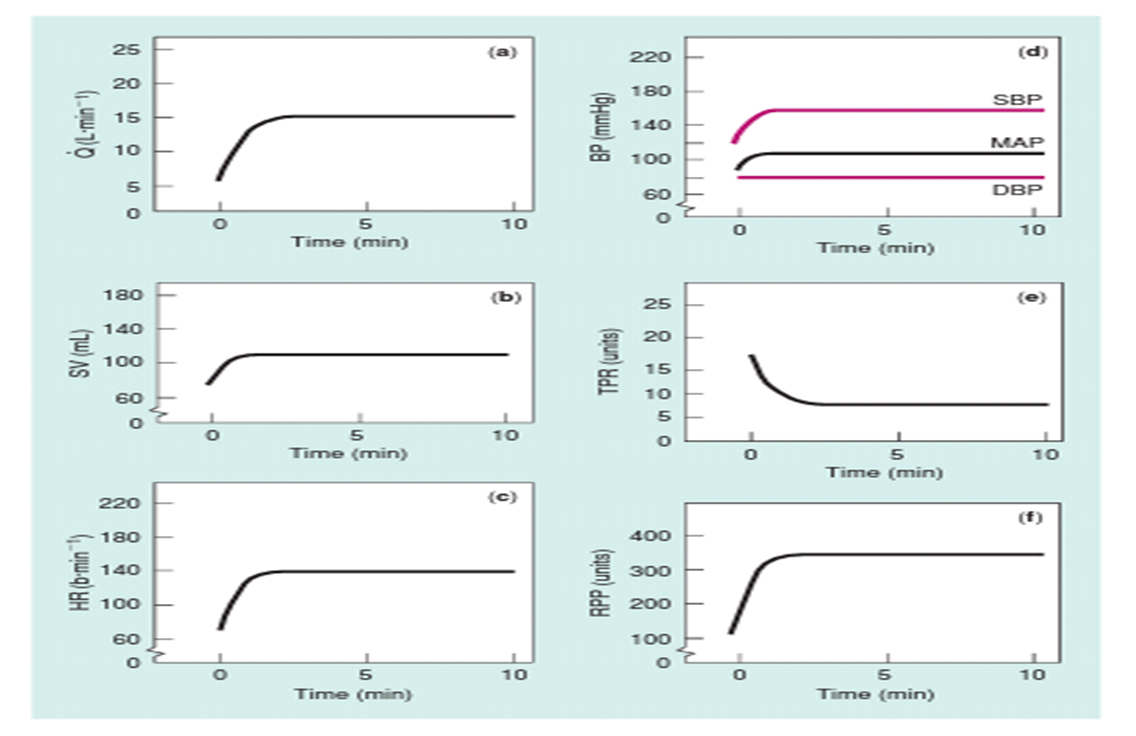 (a)
Q̇ (L·min⁻¹)
25
20
15
10
5
0
0 5 10
Time (min)
(b)
SV (mL)
180
140
100
60
0
0 5 10
Time (min)
(c)
HR (b·min⁻¹)
220
180
140
100
60
0
0 5 10
Time (min)
(d)
BP (mmHg)
220
180
140
100
60
0
SBP
MAP
DBP
0 5 10
Time (min)
(e)
TPR (units)
25
20
15
10
5
0
0 5 10
Time (min)
(f)
RPP (units)
400
300
200
100
0
0 5 10
Time (min)